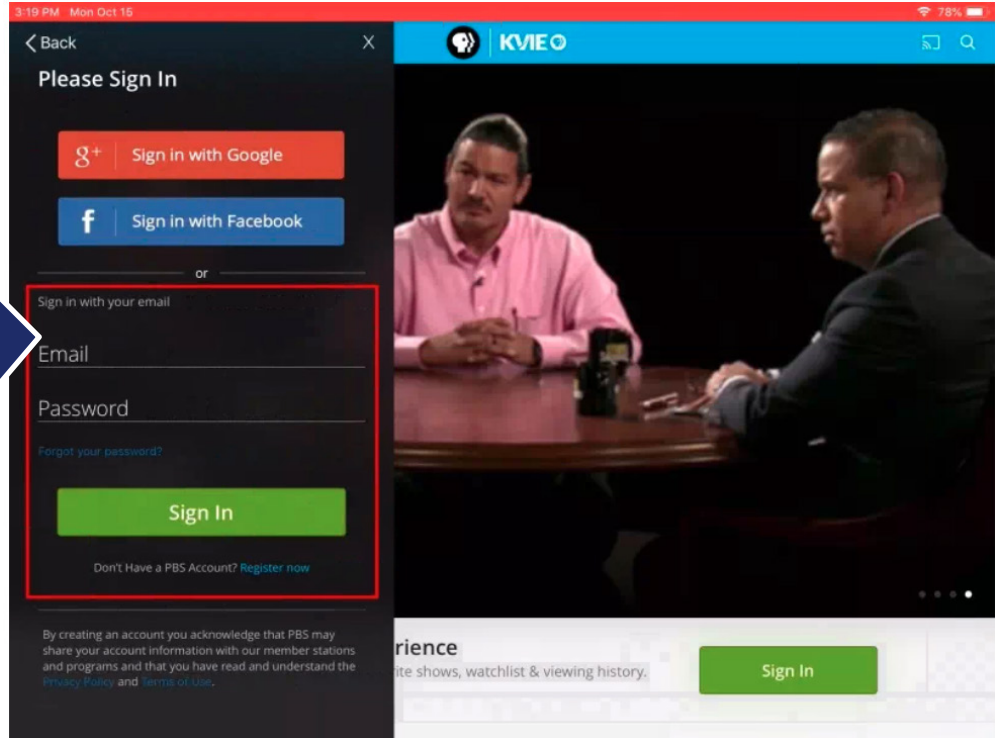 3:19 PM Mon Oct 15
78%
Back
X
KVIE
Please Sign In
g+ Sign in with Google
f Sign in with Facebook
or
Sign in with your email
Email
Password
Forgot your password?
Sign In
Don't Have a PBS Account? Register now
By creating an account you acknowledge that PBS may
share your account information with our member stations
and programs and that you have read and understand the
Privacy Policy and Terms of Use.
rience
ite shows, watchlist & viewing history.
Sign In